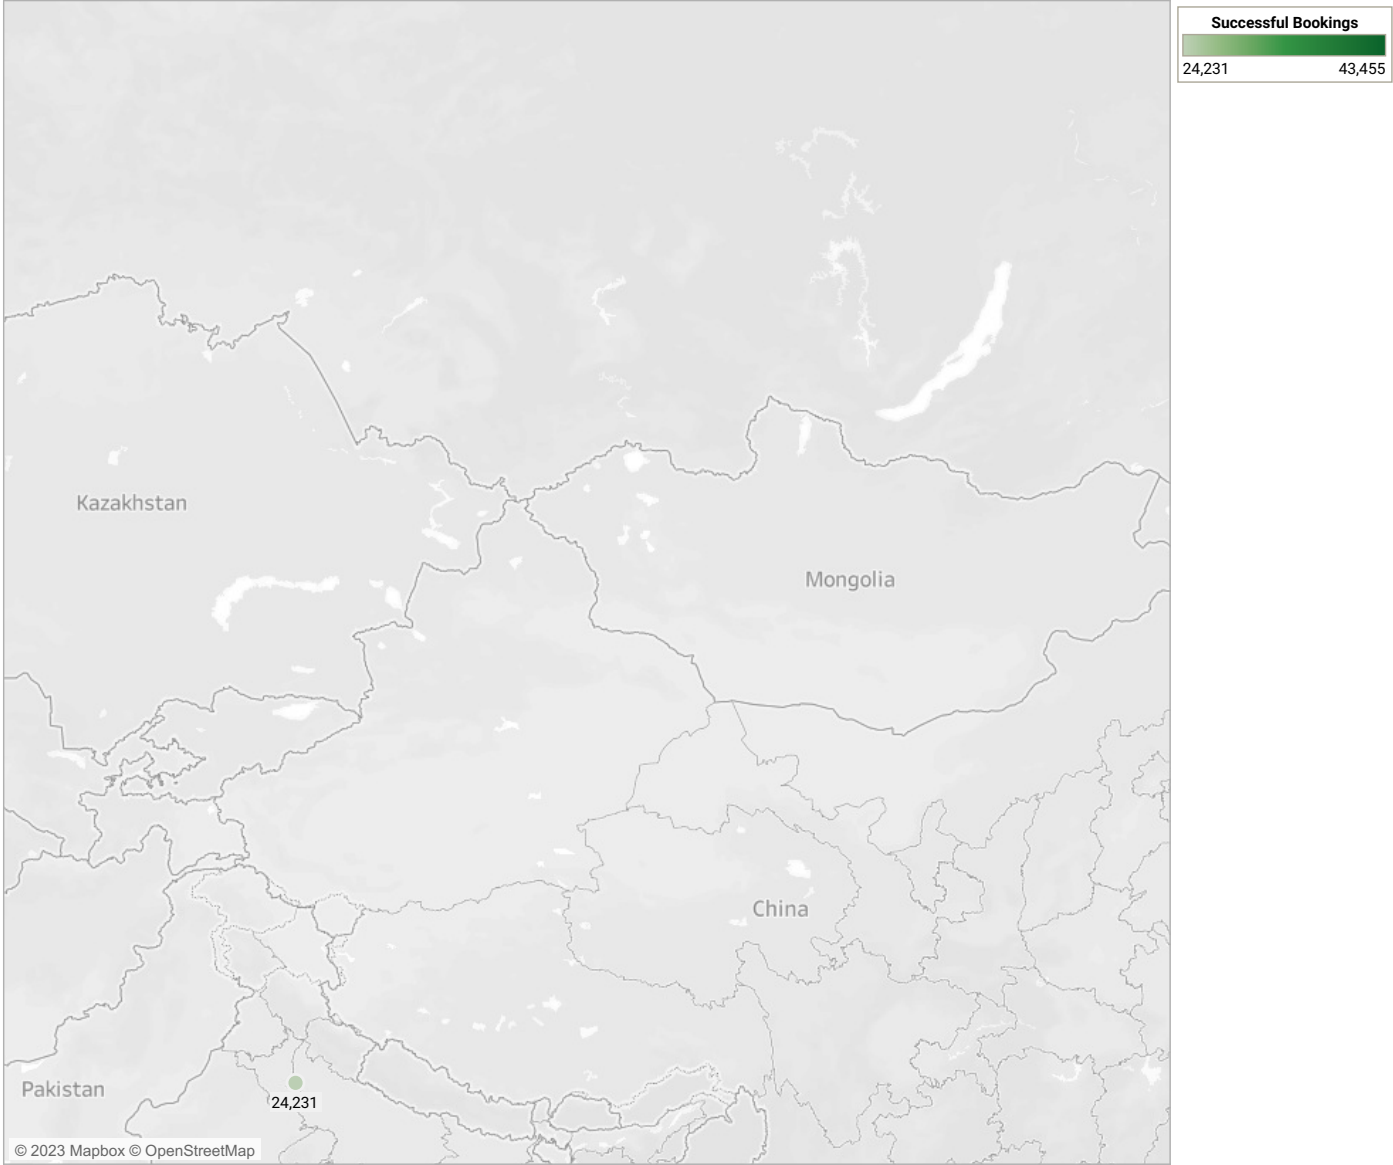 Successful Bookings
24,231 43,455
Kazakhstan
Mongolia
China
Pakistan
24,231
© 2023 Mapbox © OpenStreetMap